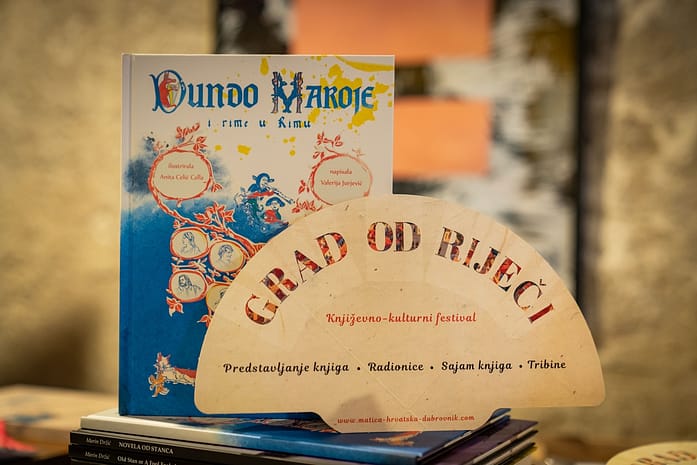 Dundo Maroje
i rime u Rimu
ilustrirala
Anita Celić Cella
napisala
Valerija Jurjević
GRAD OD RIJEČI
Književno-kulturni festival
Predstavljanje knjiga • Radionice • Sajam knjiga • Tribine
www.matica-hrvatska-dubrovnik.com
Marin Držić NOVELA OD STANCA
Marin Držić